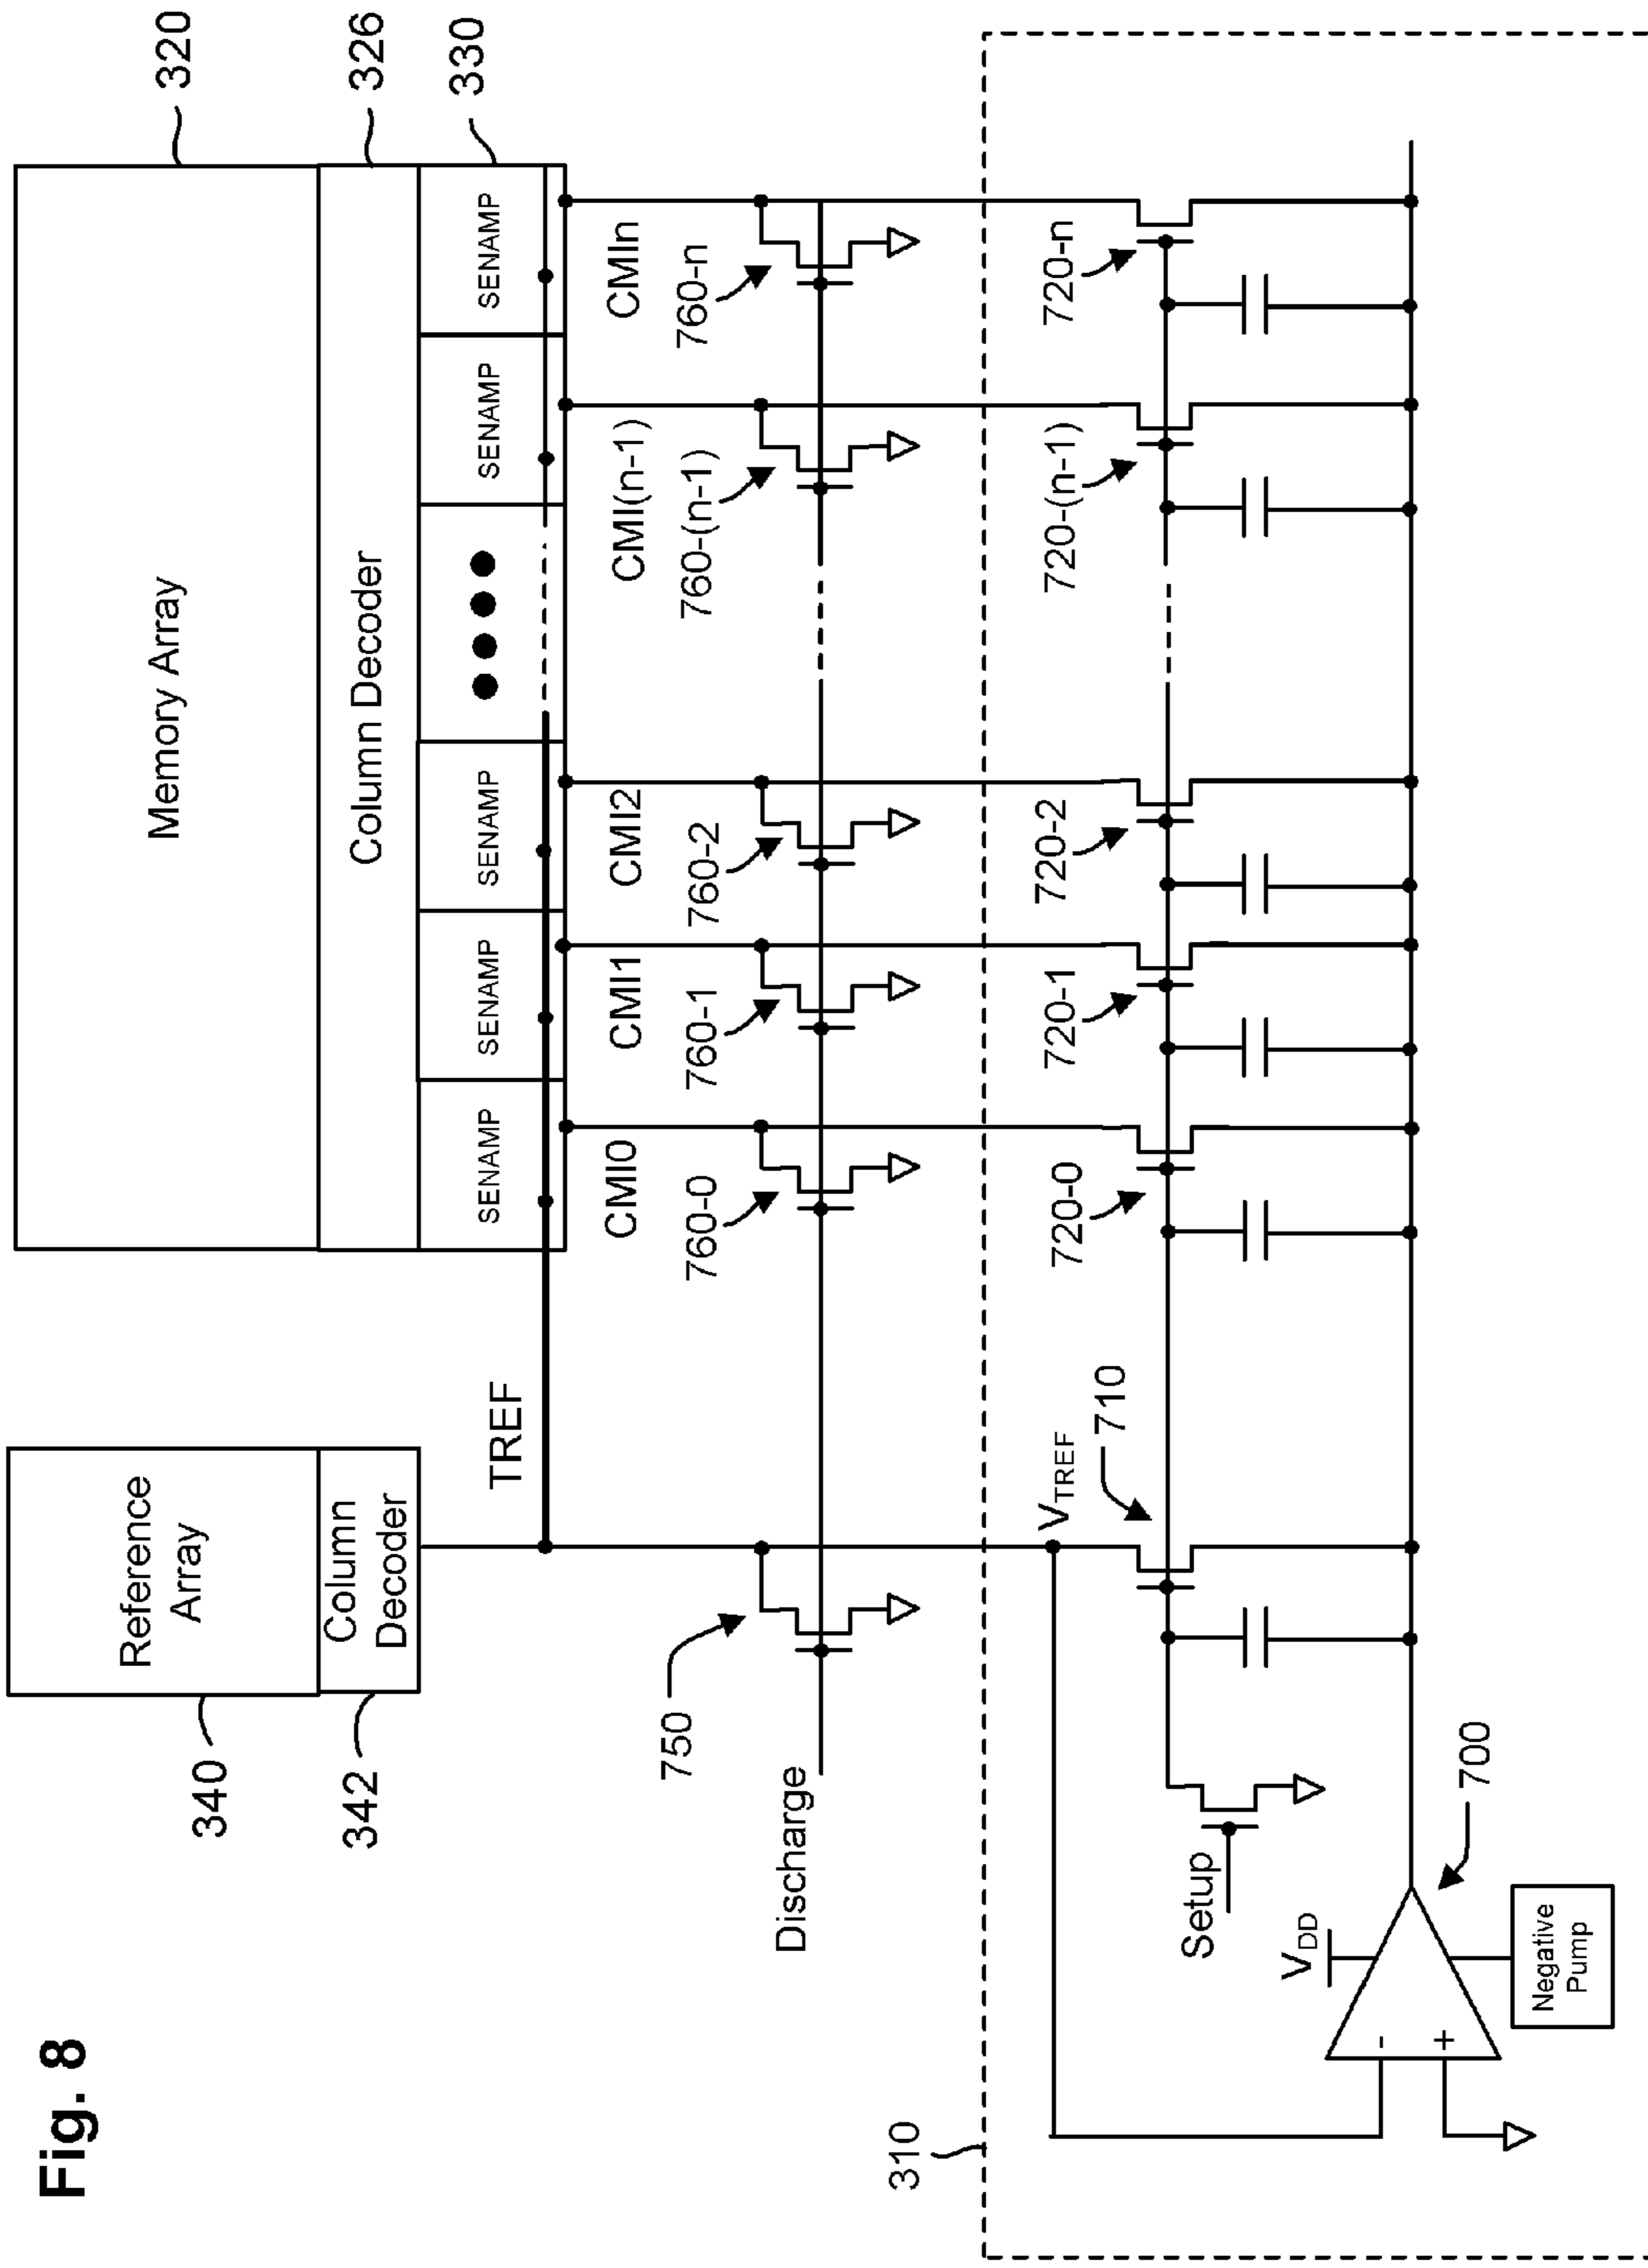 Fig. 8
340
Reference
Array
342
Column
Decoder
Memory Array
320
Column Decoder
326
SENAMP
SENAMP
SENAMP
SENAMP
SENAMP
330
TREF
CMI0
CMI1
CMI2
CMI(n-1)
CMIn
750
760-0
760-1
760-2
760-(n-1)
760-n
Discharge
310
VTREF
710
720-0
720-1
720-2
720-(n-1)
720-n
Setup
VDD
-
+
700
Negative
Pump